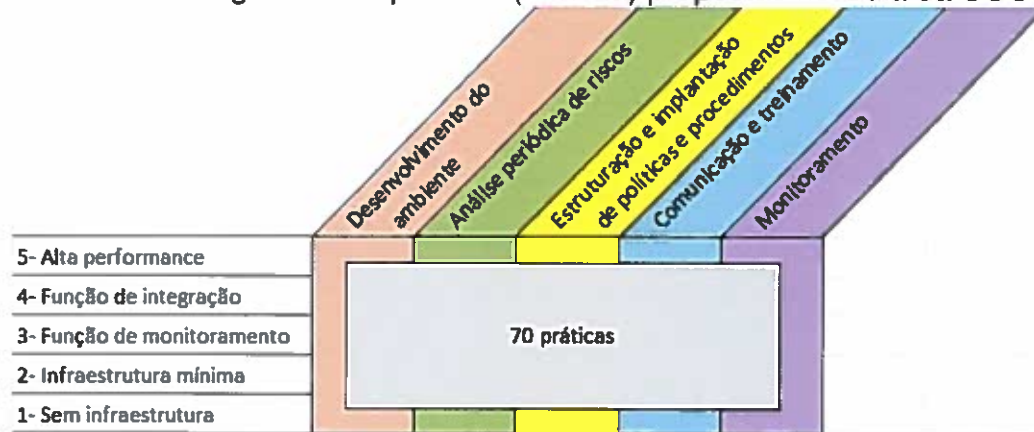 Desenvolvimento do
ambiente
Análise periódica de riscos
Estruturação e implantação
de políticas e procedimentos
Comunicação e treinamento
Monitoramento
5- Alta performance
4- Função de integração
3- Função de monitoramento
2- Infraestrutura mínima
1- Sem infraestrutura
70 práticas